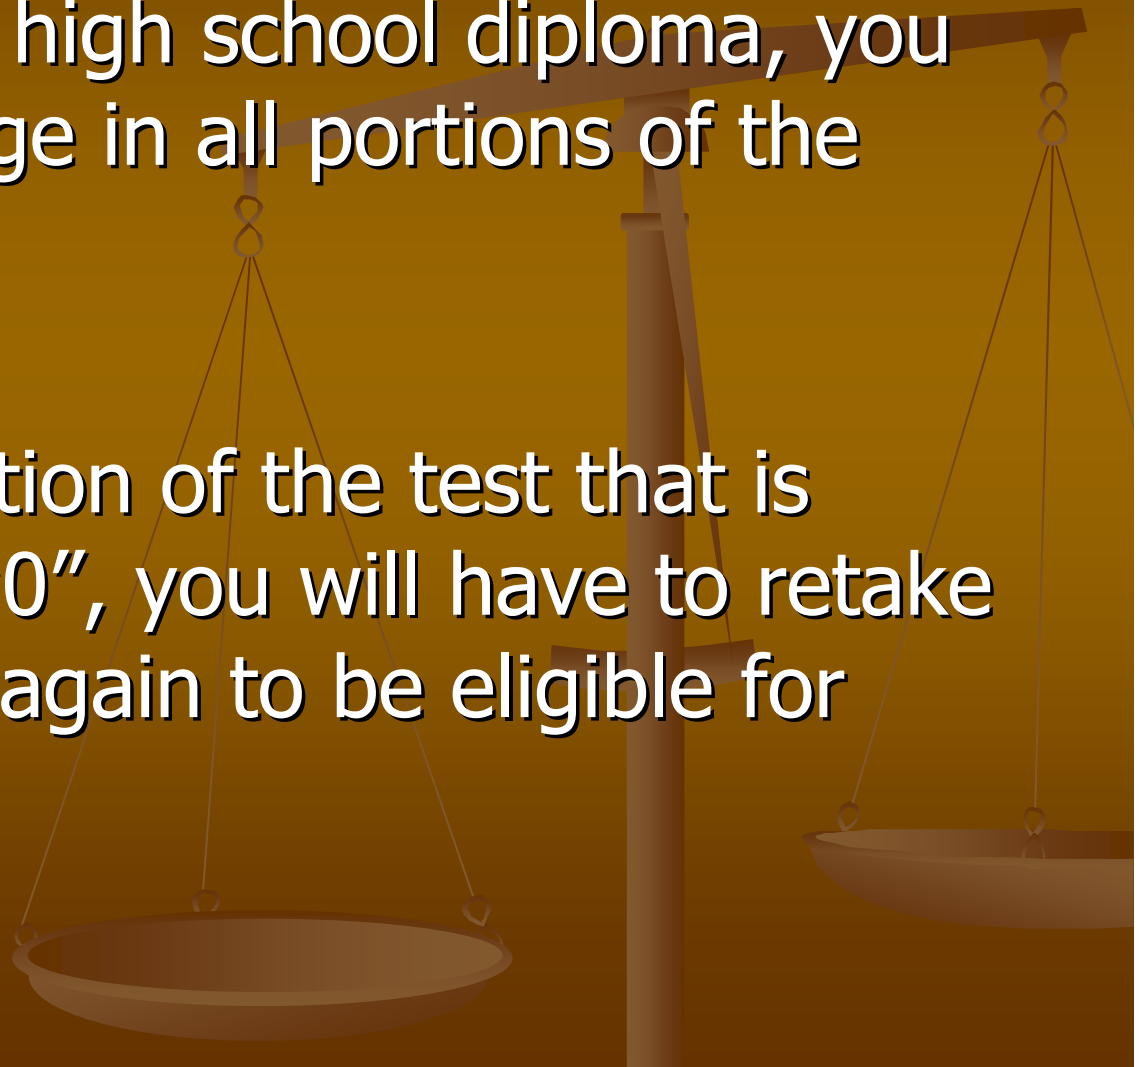 high school diploma, you
ge in all portions of the
tion of the test that is
0”, you will have to retake
again to be eligible for